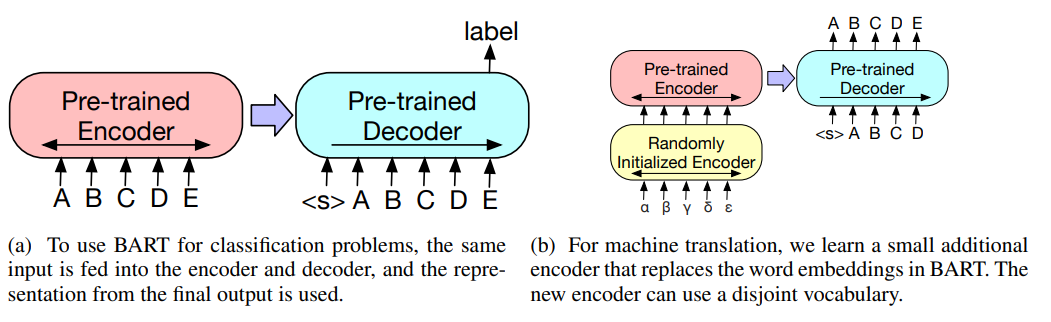 label
Pre-trained
Encoder
Pre-trained
Decoder
A B C D E
<s> A B C D E
(a) To use BART for classification problems, the same
input is fed into the encoder and decoder, and the repre-
sentation from the final output is used.
A B C D E
Pre-trained
Encoder
Pre-trained
Decoder
<s> A B C D
Randomly
Initialized Encoder
α β γ δ ε
(b) For machine translation, we learn a small additional
encoder that replaces the word embeddings in BART. The
new encoder can use a disjoint vocabulary.